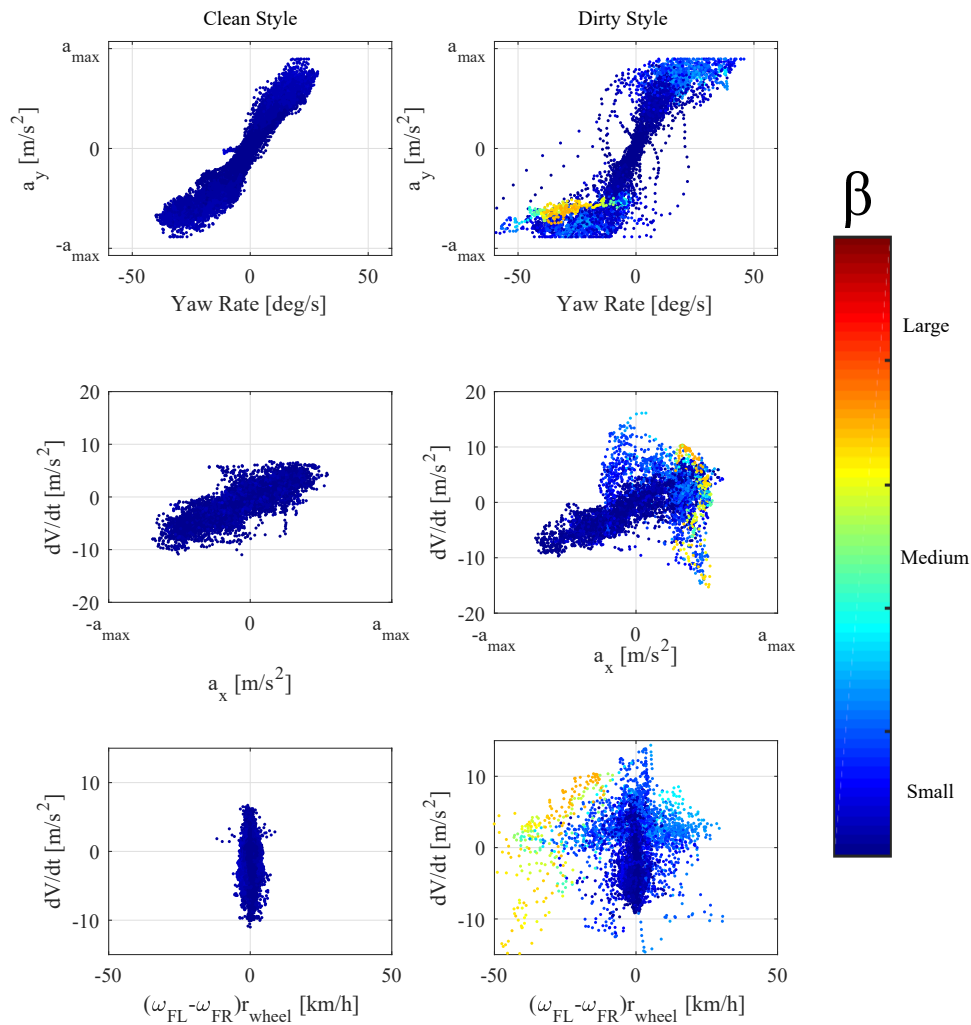 Clean Style
Dirty Style
a_max
0
-a_max
a_y [m/s^2]
-50
0
50
Yaw Rate [deg/s]
a_max
0
-a_max
a_y [m/s^2]
-50
0
50
Yaw Rate [deg/s]
β
Large
Medium
Small
20
10
0
-10
-20
dV/dt [m/s^2]
-a_max
0
a_max
a_x [m/s^2]
20
10
0
-10
-20
dV/dt [m/s^2]
-a_max
0
a_max
a_x [m/s^2]
10
0
-10
dV/dt [m/s^2]
-50
0
50
(ω_FL-ω_FR)r_wheel [km/h]
10
0
-10
dV/dt [m/s^2]
-50
0
50
(ω_FL-ω_FR)r_wheel [km/h]